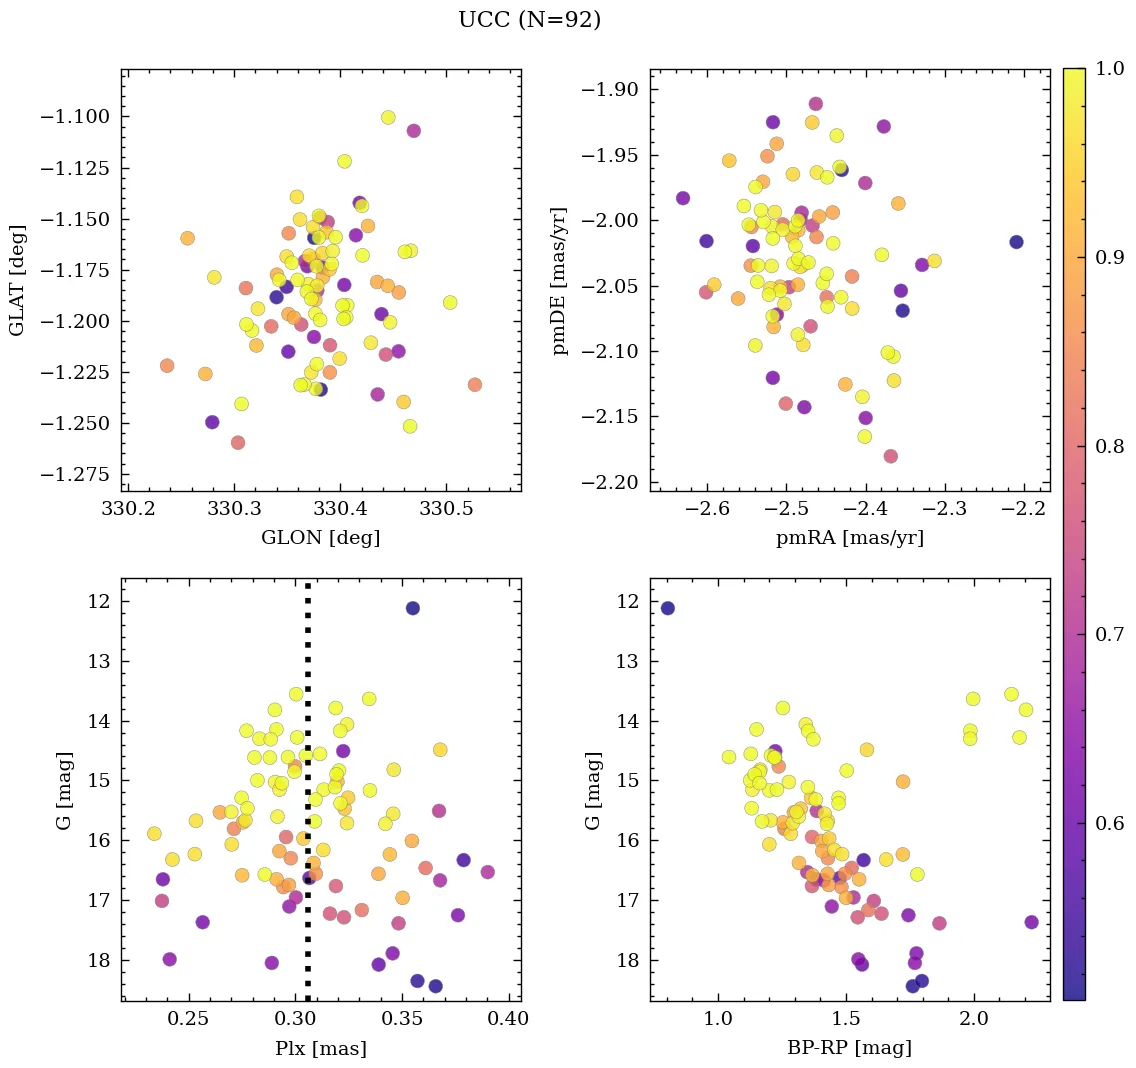 UCC (N=92)
−1.100
−1.125
−1.150
−1.175
−1.200
−1.225
−1.250
−1.275
GLAT [deg]
330.2 330.3 330.4 330.5
GLON [deg]
−1.90
−1.95
−2.00
−2.05
−2.10
−2.15
−2.20
pmDE [mas/yr]
−2.6 −2.5 −2.4 −2.3 −2.2
pmRA [mas/yr]
12
13
14
15
16
17
18
G [mag]
0.25 0.30 0.35 0.40
Plx [mas]
12
13
14
15
16
17
18
G [mag]
1.0 1.5 2.0
BP-RP [mag]
1.0
0.9
0.8
0.7
0.6